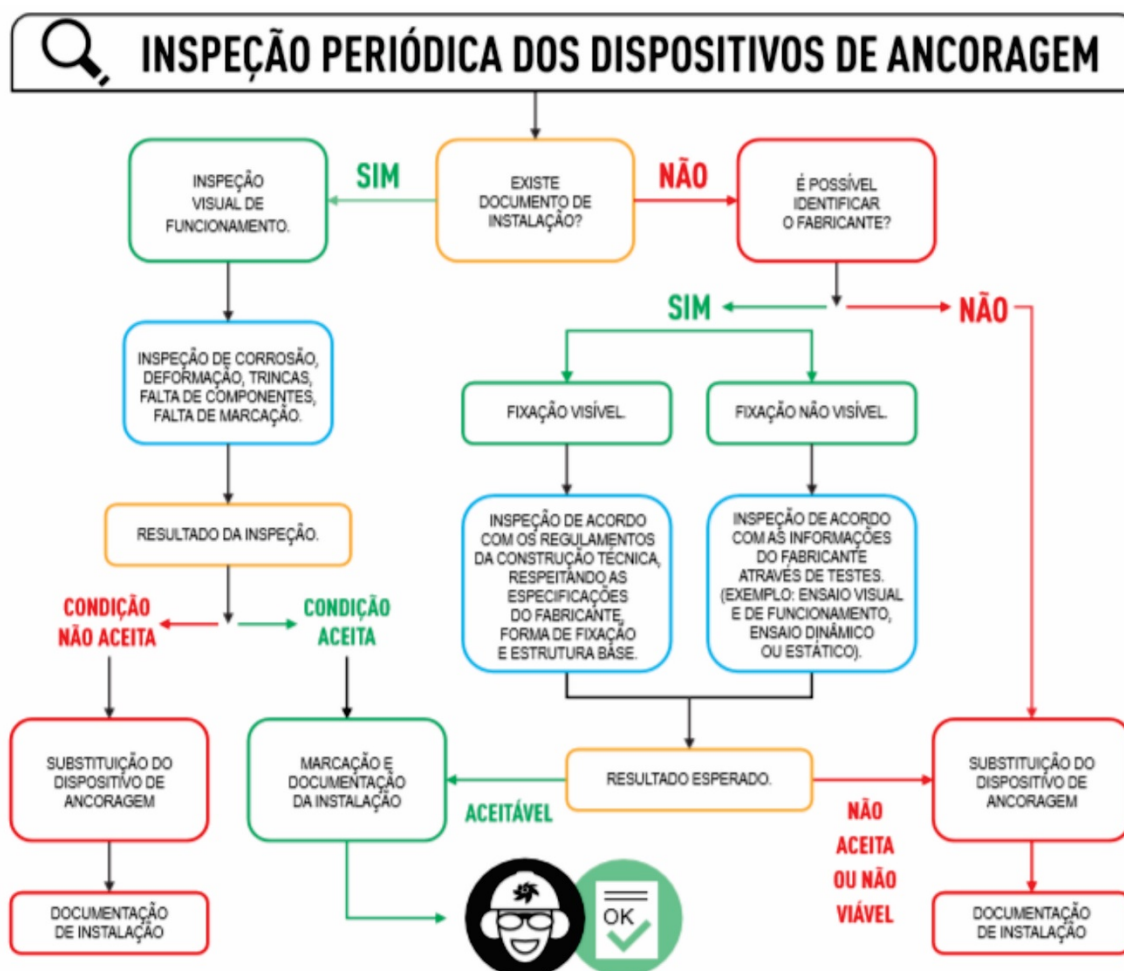 INSPEÇÃO PERIÓDICA DOS DISPOSITIVOS DE ANCORAGEM
INSPEÇÃO
VISUAL DE
FUNCIONAMENTO.
SIM
EXISTE
DOCUMENTO DE
INSTALAÇÃO?
NÃO
É POSSÍVEL
IDENTIFICAR
O FABRICANTE?
SIM
NÃO
INSPEÇÃO DE CORROSÃO,
DEFORMAÇÃO, TRINCAS,
FALTA DE COMPONENTES,
FALTA DE MARCAÇÃO.
FIXAÇÃO VISÍVEL.
FIXAÇÃO NÃO VISÍVEL.
RESULTADO DA INSPEÇÃO.
INSPEÇÃO DE ACORDO
COM OS REGULAMENTOS
DA CONSTRUÇÃO TÉCNICA,
RESPEITANDO AS
ESPECIFICAÇÕES
DO FABRICANTE,
FORMA DE FIXAÇÃO
E ESTRUTURA BASE.
INSPEÇÃO DE ACORDO
COM AS INFORMAÇÕES
DO FABRICANTE
ATRAVÉS DE TESTES.
(EXEMPLO: ENSAIO VISUAL
E DE FUNCIONAMENTO,
ENSAIO DINÂMICO
OU ESTÁTICO).
CONDIÇÃO
NÃO ACEITA
CONDIÇÃO
ACEITA
SUBSTITUIÇÃO DO
DISPOSITIVO DE
ANCORAGEM
MARCAÇÃO E
DOCUMENTAÇÃO
DA INSTALAÇÃO
ACEITÁVEL
RESULTADO ESPERADO.
NÃO
ACEITA
OU NÃO
VIÁVEL
SUBSTITUIÇÃO DO
DISPOSITIVO DE
ANCORAGEM
DOCUMENTAÇÃO
DE INSTALAÇÃO
OK
DOCUMENTAÇÃO
DE INSTALAÇÃO